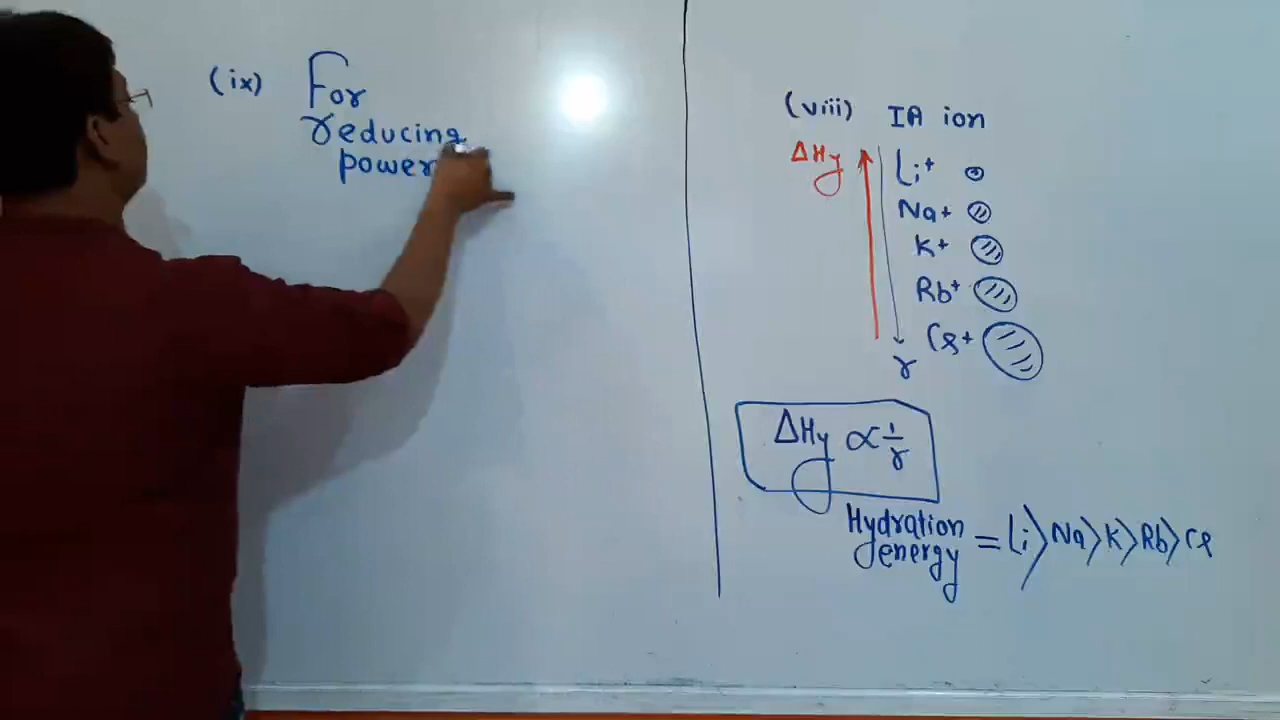 (ix) For
reducing
power
(viii) IA ion
ΔHy
Li+
Na+
K+
Rb+
Cs+
r
ΔHy ∝ 1/r
Hydration
energy = Li > Na > K > Rb > Cs